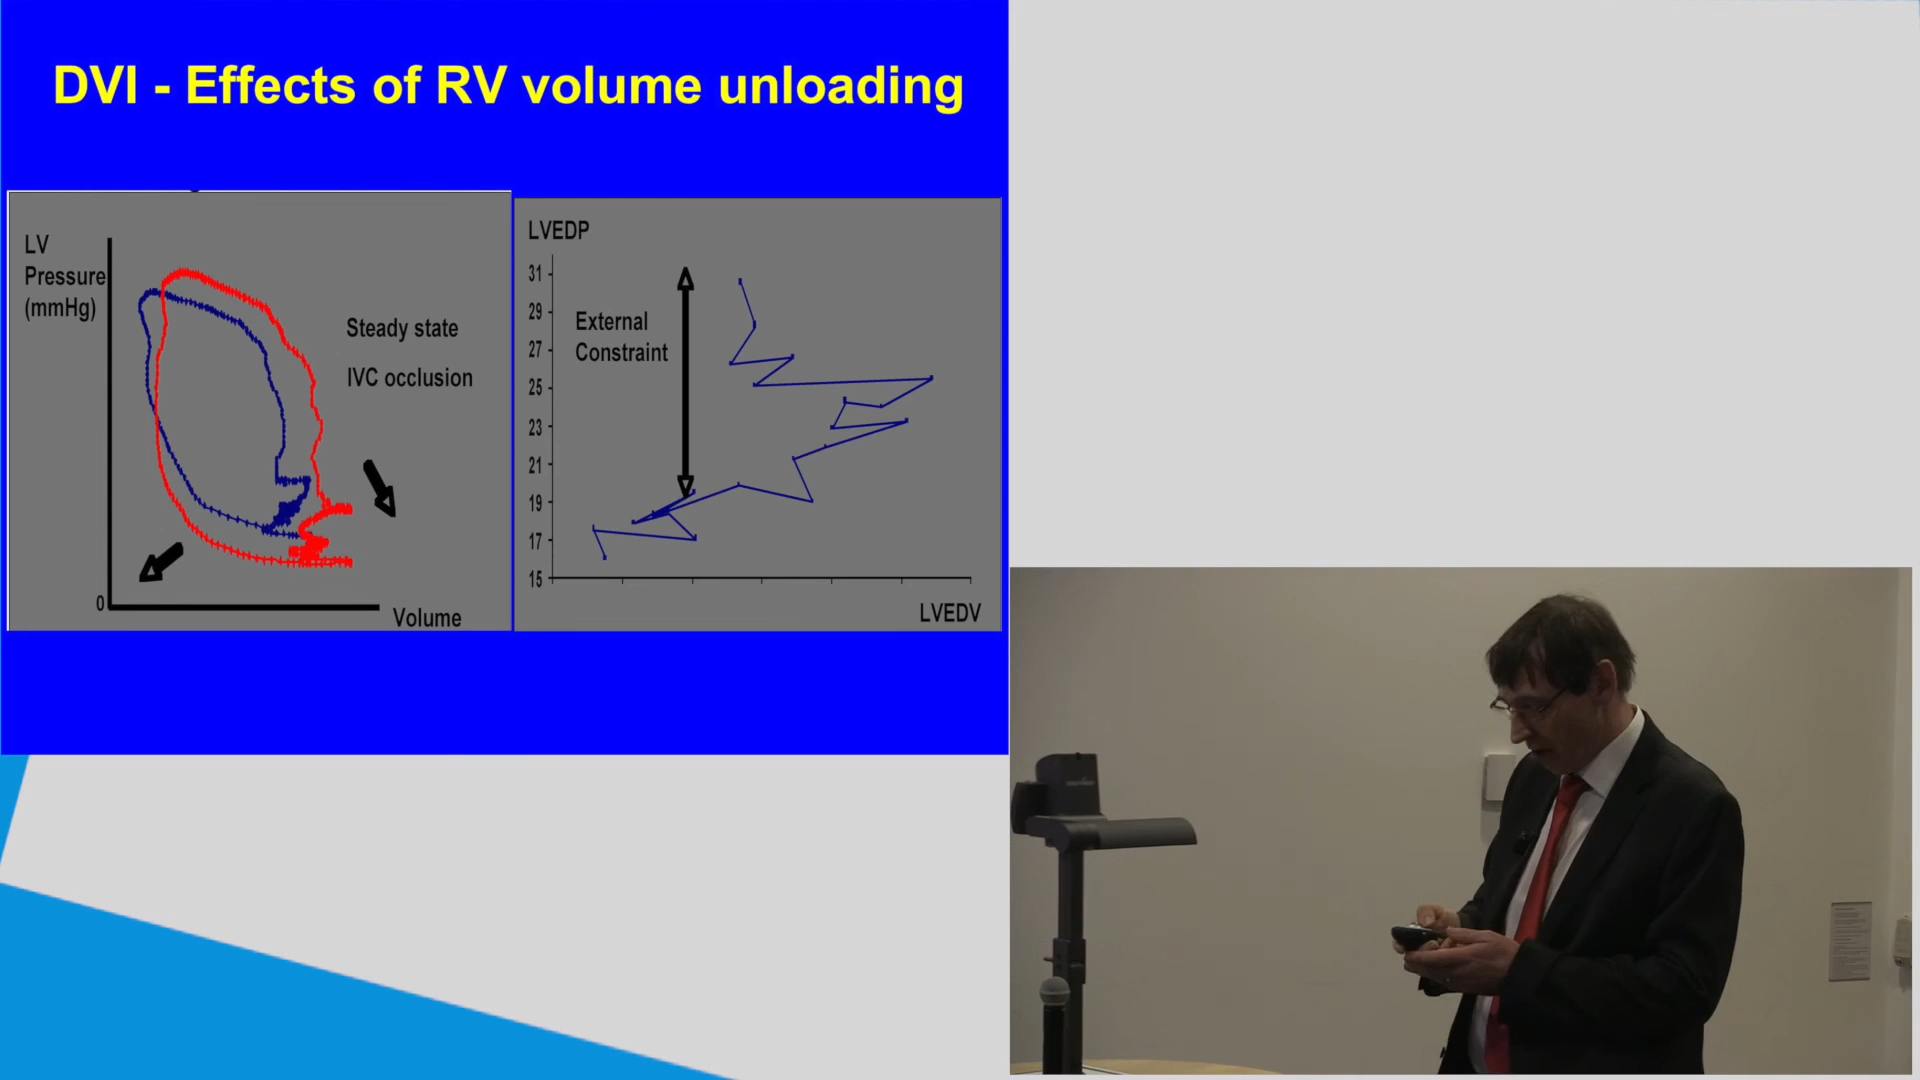 DVI - Effects of RV volume unloading
LV
Pressure
(mmHg)
Steady state
IVC occlusion
0
Volume
LVEDP
31
29
27
25
23
21
19
17
15
External
Constraint
LVEDV